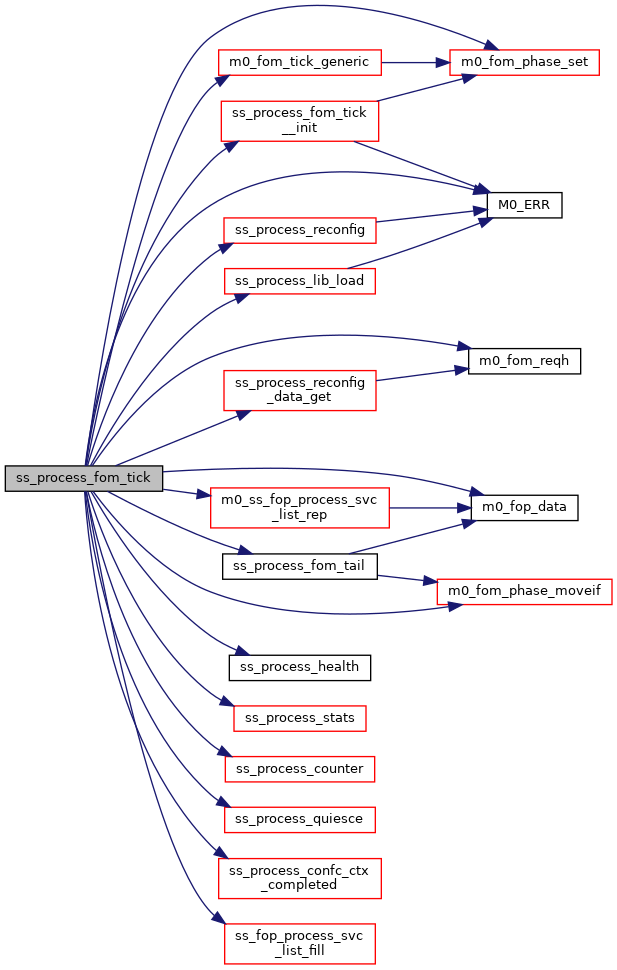 m0_fom_tick_generic
m0_fom_phase_set
ss_process_fom_tick
__init
M0_ERR
ss_process_reconfig
ss_process_lib_load
m0_fom_reqh
ss_process_reconfig
_data_get
ss_process_fom_tick
m0_ss_fop_process_svc
_list_rep
m0_fop_data
ss_process_fom_tail
m0_fom_phase_moveif
ss_process_health
ss_process_stats
ss_process_counter
ss_process_quiesce
ss_process_confc_ctx
_completed
ss_fop_process_svc
_list_fill